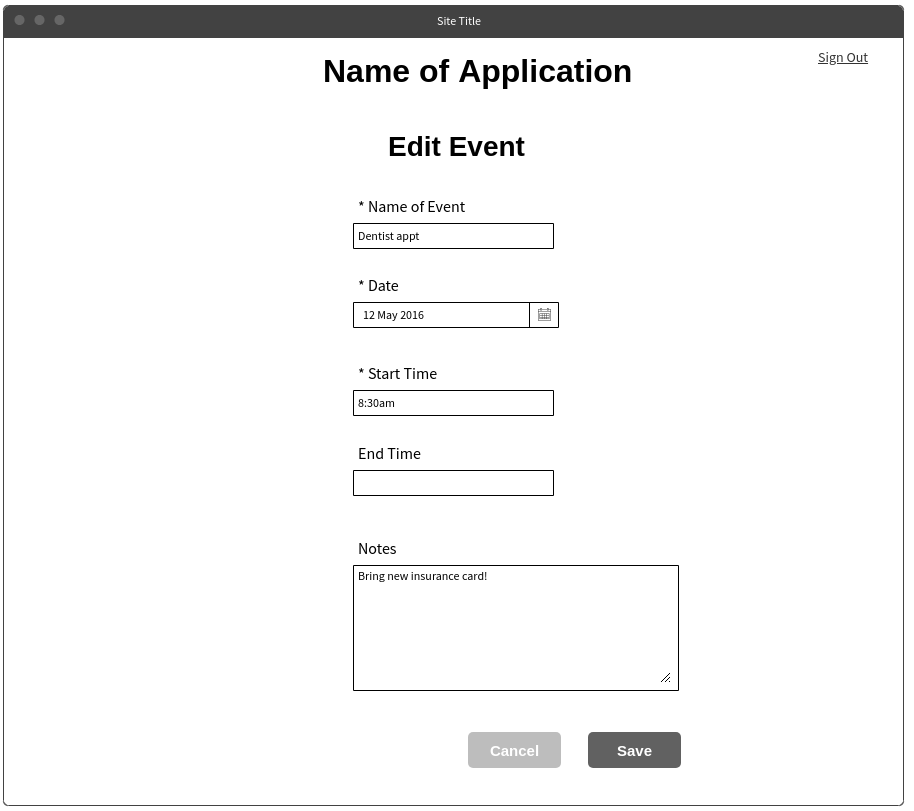 Site Title
Sign Out
Name of Application
Edit Event
* Name of Event
Dentist appt
* Date
12 May 2016
* Start Time
8:30am
End Time
Notes
Bring new insurance card!
Cancel
Save